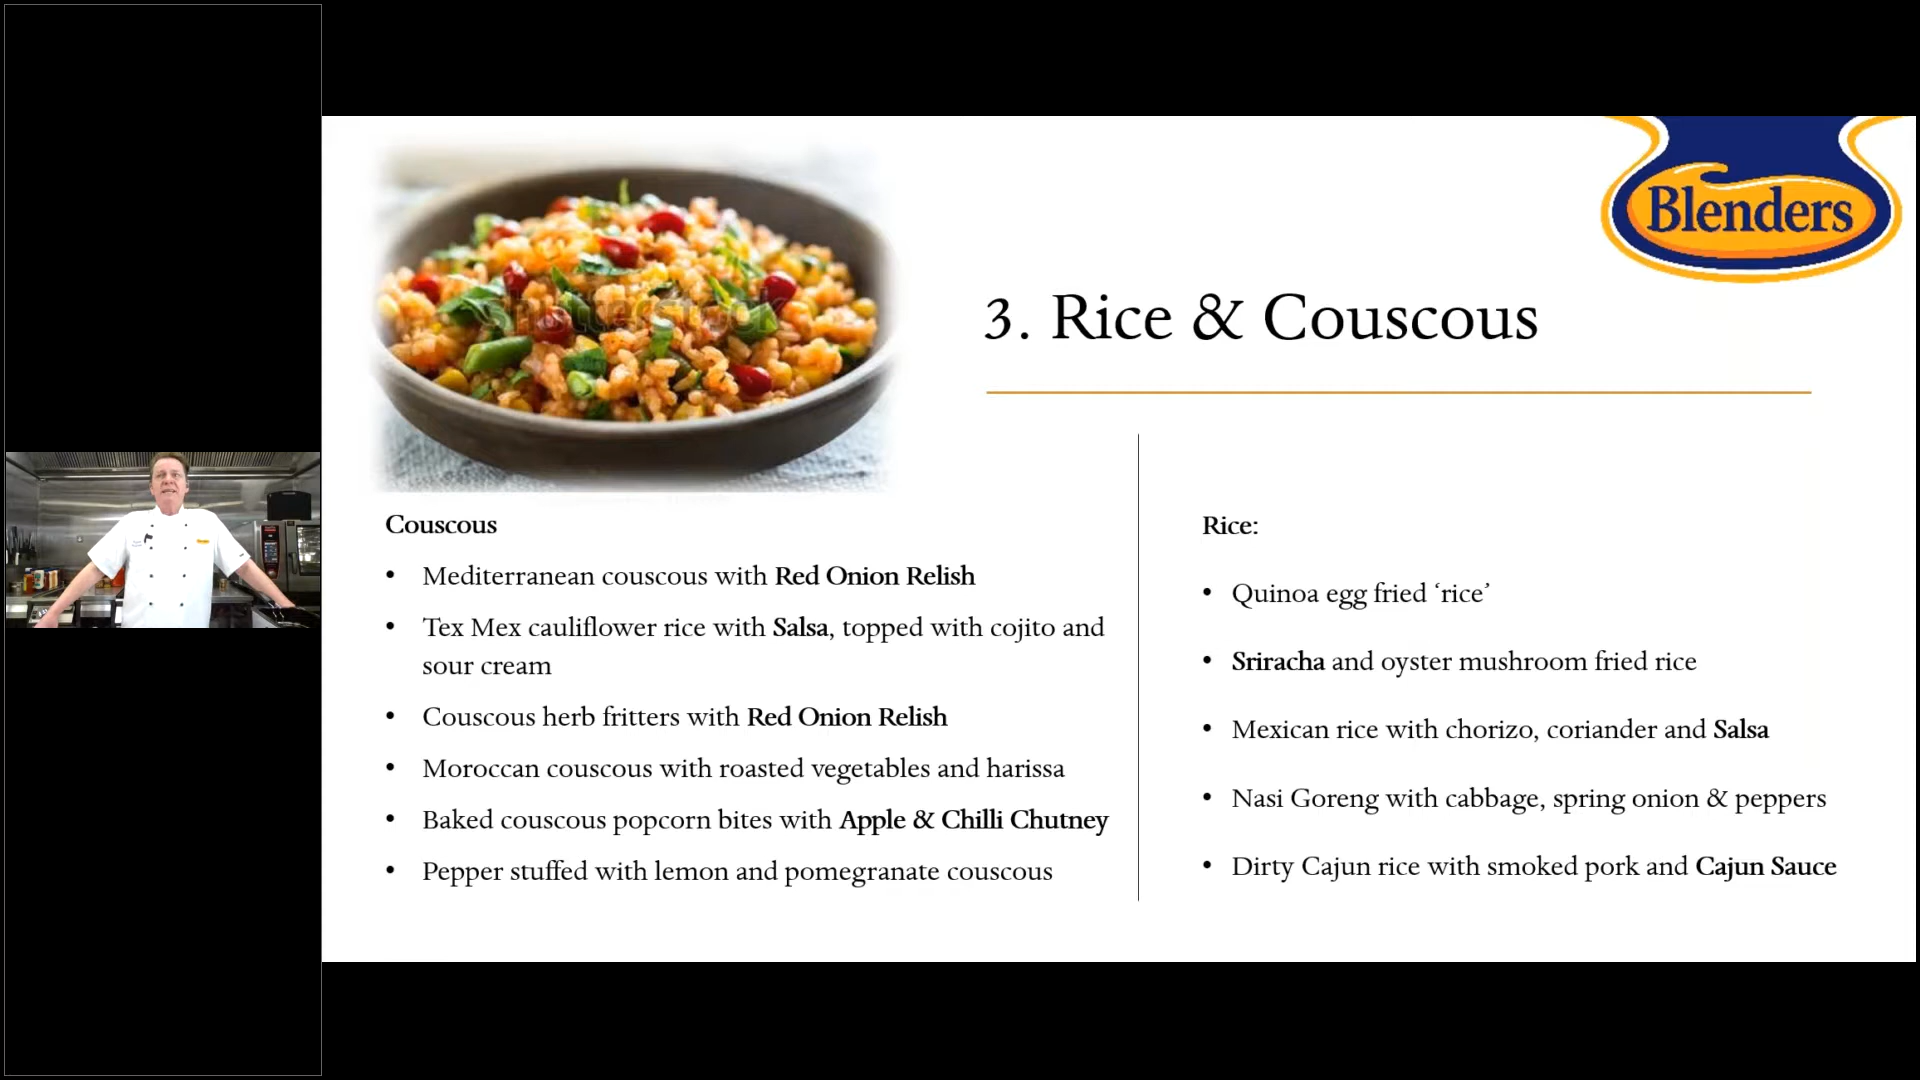 Blenders
shutterstock
3. Rice & Couscous
Couscous
• Mediterranean couscous with Red Onion Relish
• Tex Mex cauliflower rice with Salsa, topped with cojito and
sour cream
• Couscous herb fritters with Red Onion Relish
• Moroccan couscous with roasted vegetables and harissa
• Baked couscous popcorn bites with Apple & Chilli Chutney
• Pepper stuffed with lemon and pomegranate couscous
Rice:
• Quinoa egg fried ‘rice’
• Sriracha and oyster mushroom fried rice
• Mexican rice with chorizo, coriander and Salsa
• Nasi Goreng with cabbage, spring onion & peppers
• Dirty Cajun rice with smoked pork and Cajun Sauce